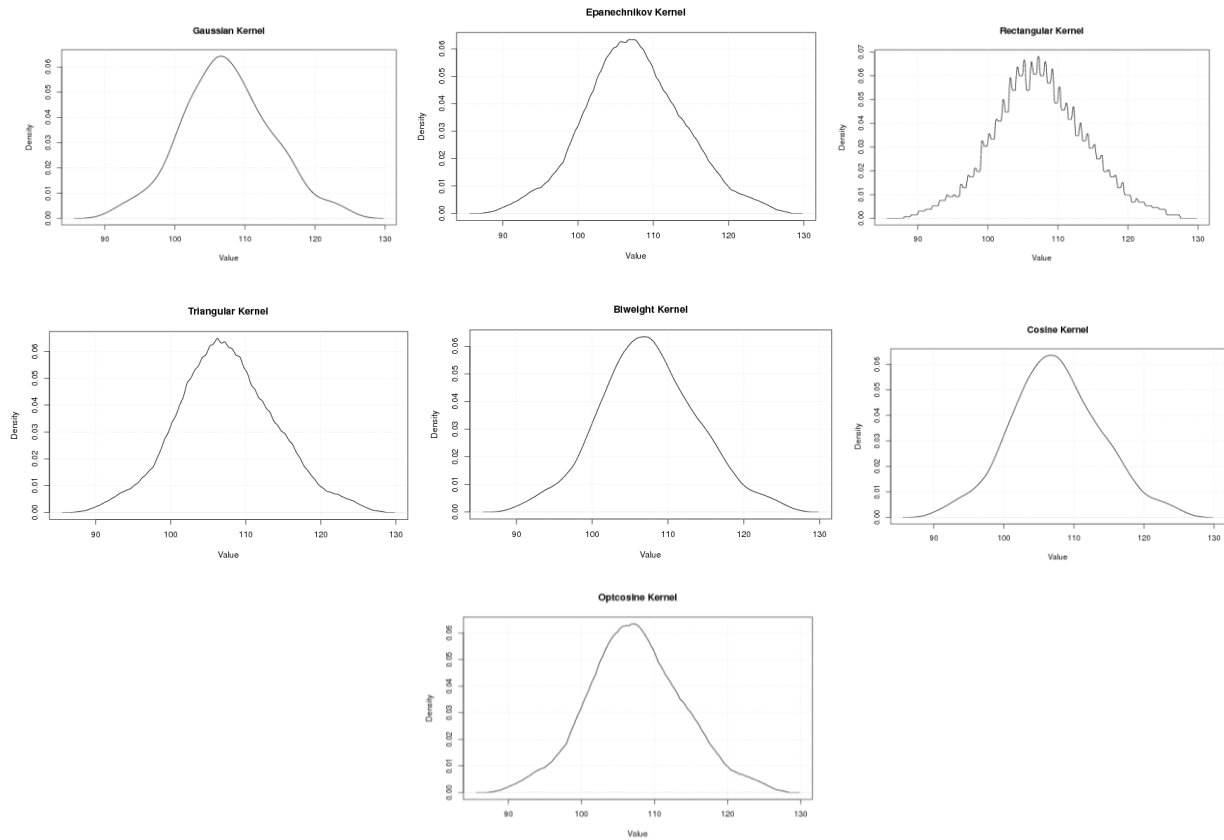 Gaussian Kernel
Density
0.00 0.01 0.02 0.03 0.04 0.05 0.06
90 100 110 120 130
Value
Epanechnikov Kernel
Density
0.00 0.01 0.02 0.03 0.04 0.05 0.06
90 100 110 120 130
Value
Rectangular Kernel
Density
0.00 0.01 0.02 0.03 0.04 0.05 0.06 0.07
90 100 110 120 130
Value
Triangular Kernel
Density
0.00 0.01 0.02 0.03 0.04 0.05 0.06
90 100 110 120 130
Value
Biweight Kernel
Density
0.00 0.01 0.02 0.03 0.04 0.05 0.06
90 100 110 120 130
Value
Cosine Kernel
Density
0.00 0.01 0.02 0.03 0.04 0.05 0.06
90 100 110 120 130
Value
Optcosine Kernel
Density
0.00 0.01 0.02 0.03 0.04 0.05 0.06
90 100 110 120 130
Value